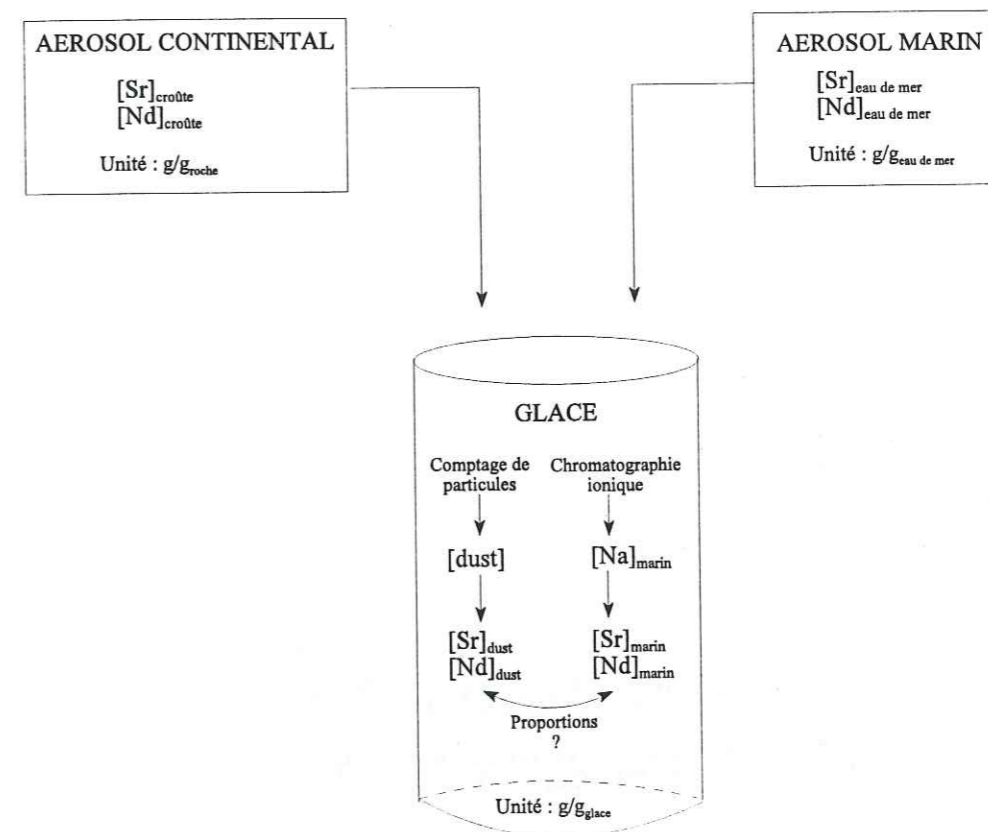 AEROSOL CONTINENTAL
[Sr]croûte
[Nd]croûte
Unité : g/groche
AEROSOL MARIN
[Sr]eau de mer
[Nd]eau de mer
Unité : g/geau de mer
GLACE
Comptage de
particules
Chromatographie
ionique
[dust]
[Na]marin
[Sr]dust
[Nd]dust
[Sr]marin
[Nd]marin
Proportions
?
Unité : g/gglace